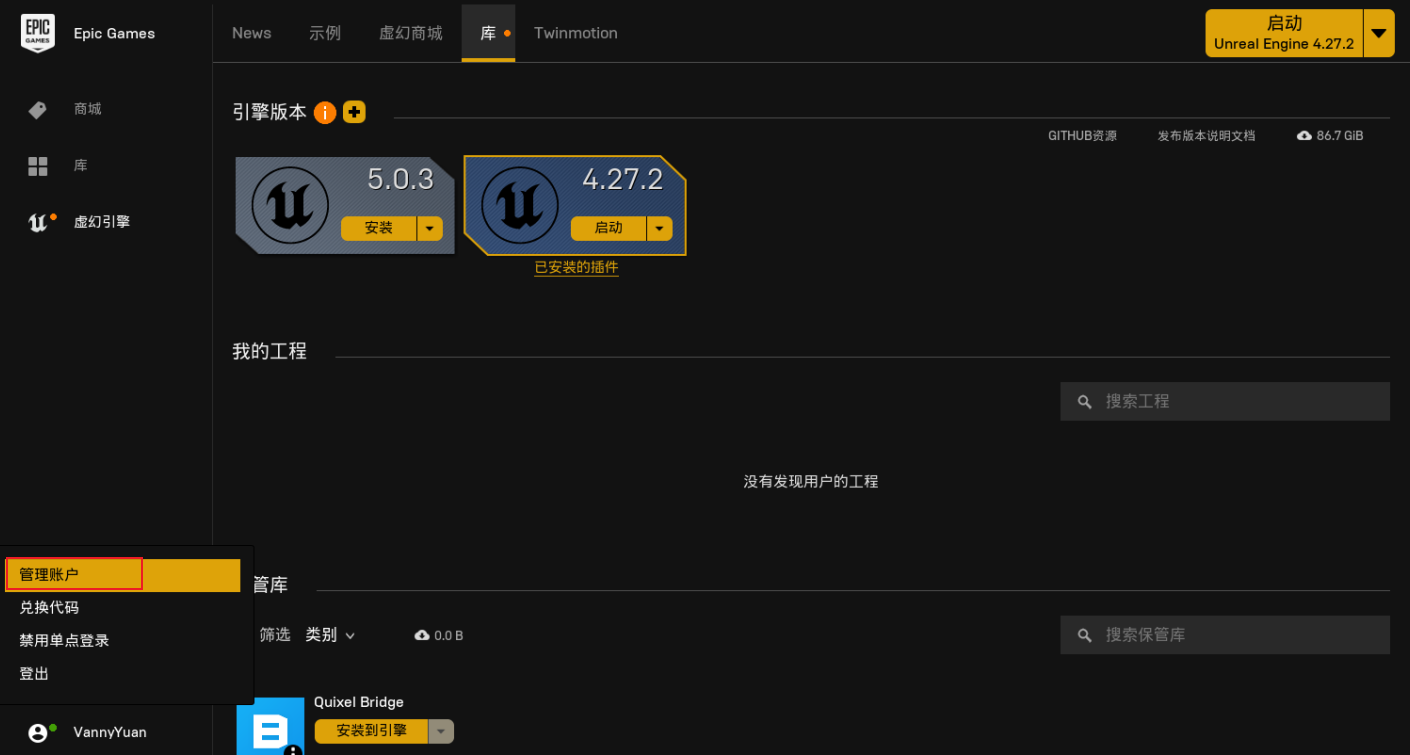 EPIC GAMES
Epic Games
News 示例 虚幻商城 库 Twinmotion
启动
Unreal Engine 4.27.2
商城
库
虚幻引擎
引擎版本
GITHUB资源 发布版本说明文档 86.7 GiB
5.0.3
安装
4.27.2
启动
已安装的插件
我的工程
搜索工程
没有发现用户的工程
管库
筛选 类别 0.0 B
搜索保管库
Quixel Bridge
安装到引擎
管理账户
兑换代码
禁用单点登录
登出
VannyYuan